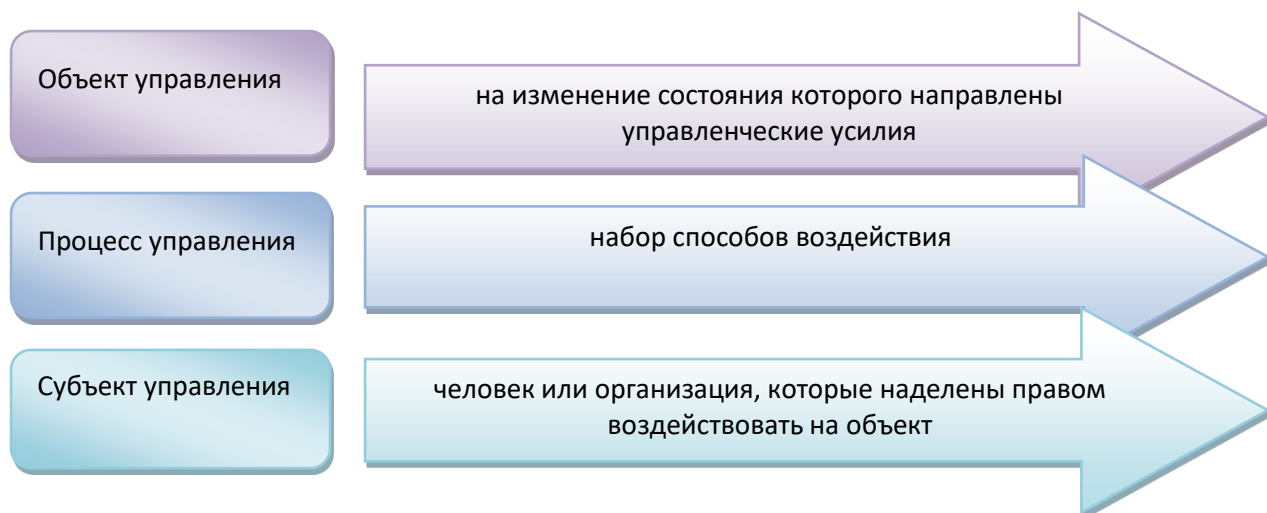 Объект управления
на изменение состояния которого направлены
управленческие усилия
Процесс управления
набор способов воздействия
Субъект управления
человек или организация, которые наделены правом
воздействовать на объект